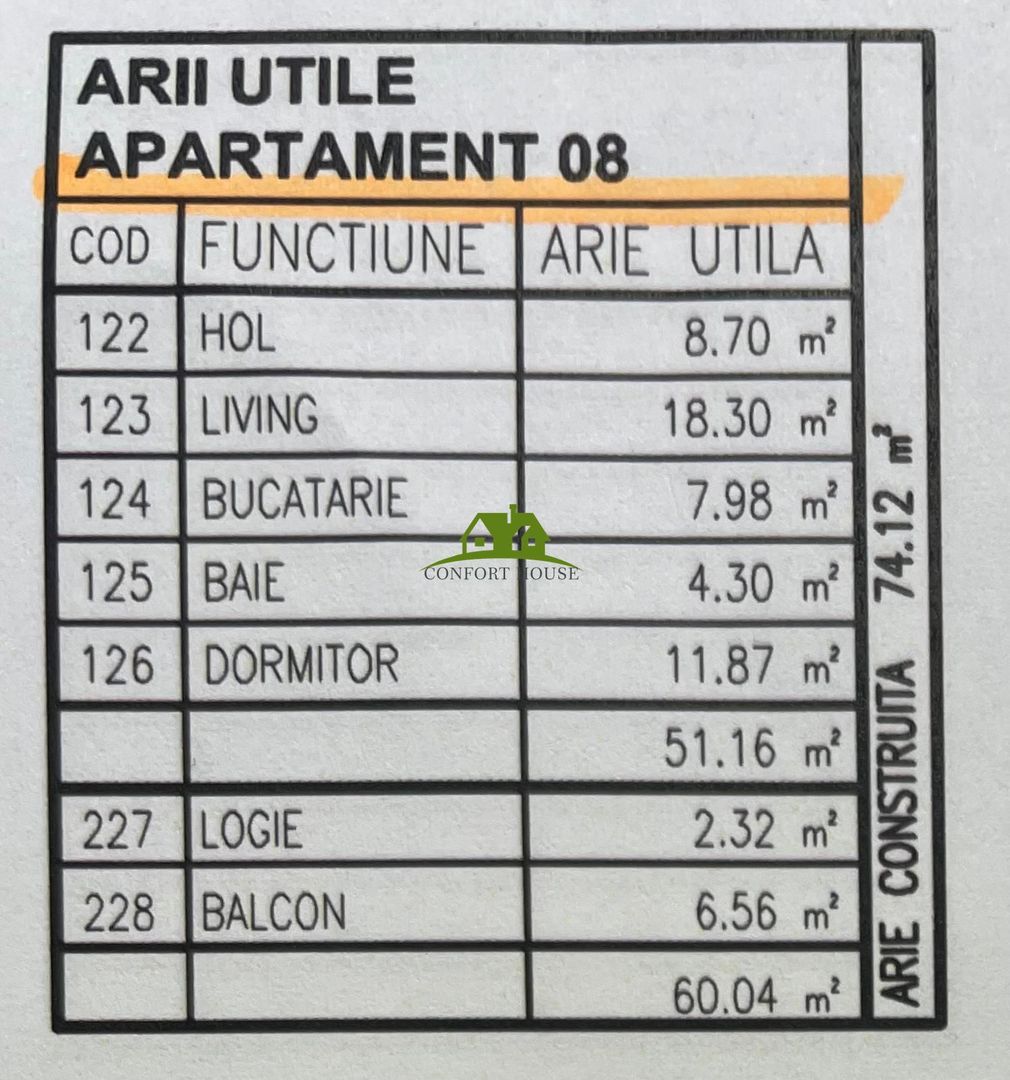 ARII UTILE
APARTAMENT 08
COD FUNCTIUNE ARIE UTILA
122 HOL 8.70 m²
123 LIVING 18.30 m²
124 BUCATARIE 7.98 m²
125 BAIE 4.30 m²
126 DORMITOR 11.87 m²
51.16 m²
227 LOGIE 2.32 m²
228 BALCON 6.56 m²
60.04 m²
ARIE CONSTRUITA 74.12 m²
CONFORT HOUSE